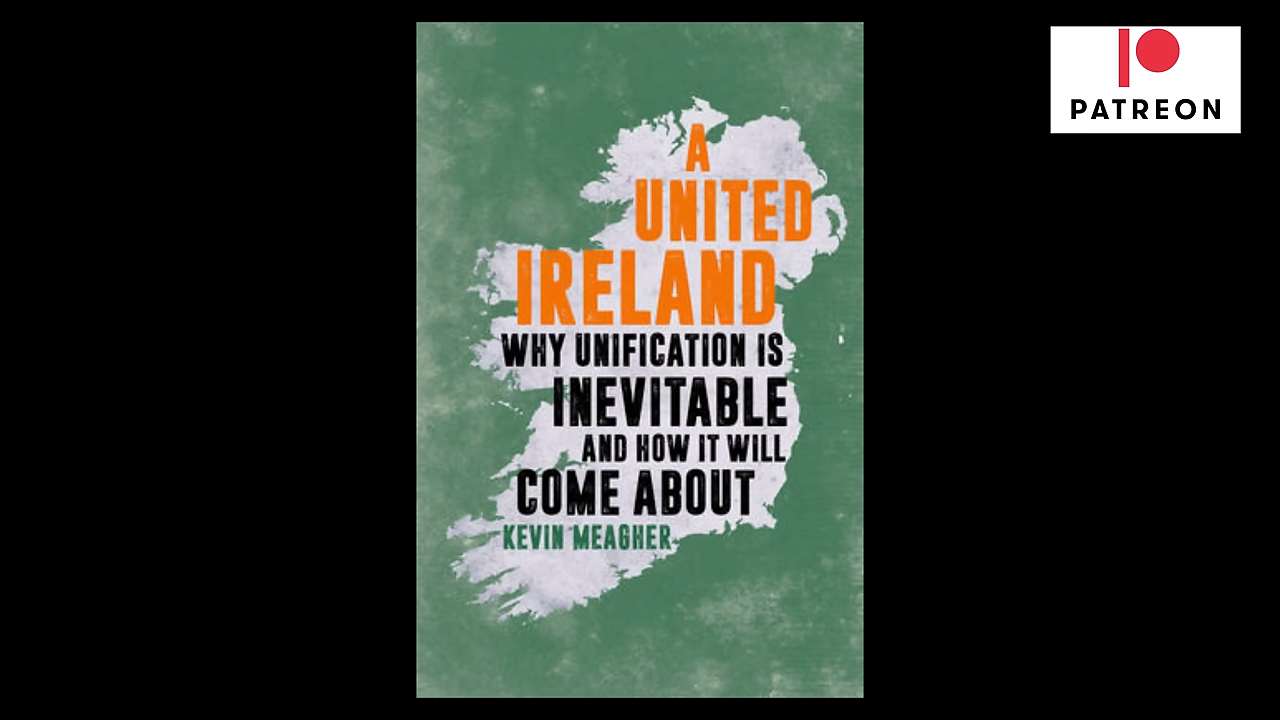 A
UNITED
IRELAND
WHY UNIFICATION IS
INEVITABLE
AND HOW IT WILL
COME ABOUT
KEVIN MEAGHER
PATREON